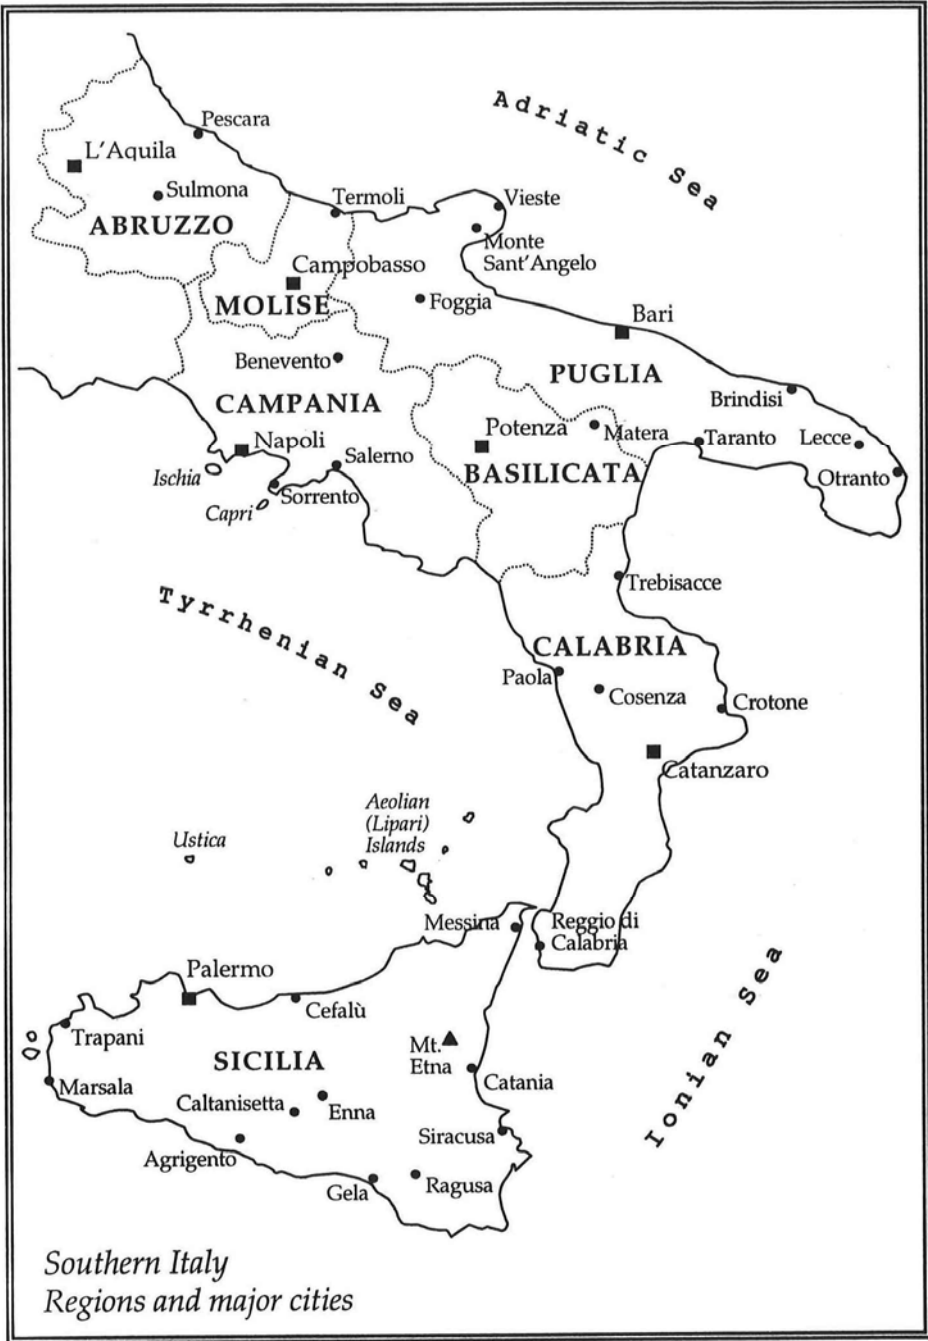 Adriatic Sea
Pescara
L'Aquila
Sulmona
ABRUZZO
Termoli
Vieste
Monte
Sant'Angelo
Campobasso
MOLISE
Foggia
Bari
Benevento
PUGLIA
CAMPANIA
Brindisi
Napoli
Potenza
Matera
Taranto
Lecce
Ischia
Salerno
BASILICATA
Otranto
Capri
Sorrento
Trebisacce
Tyrrhenian Sea
CALABRIA
Paola
Cosenza
Crotone
Catanzaro
Aeolian
(Lipari)
Islands
Ustica
Messina
Reggio di
Calabria
Palermo
Cefalù
Trapani
SICILIA
Mt.
Etna
Ionian Sea
Marsala
Catania
Caltanisetta
Enna
Siracusa
Agrigento
Gela
Ragusa
Southern Italy
Regions and major cities